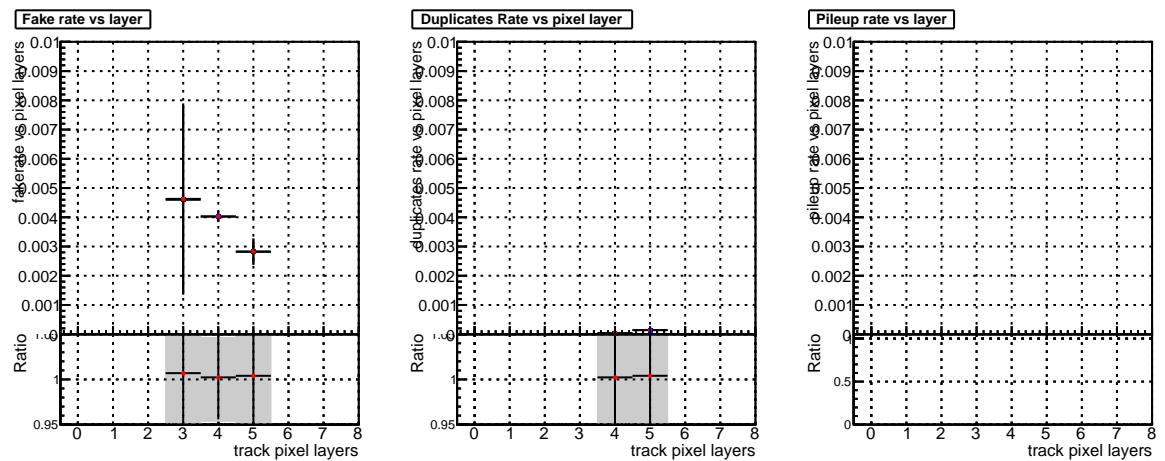 Fake rate vs layer
fakerate vs pixel layers
0.01
0.009
0.008
0.007
0.006
0.005
0.004
0.003
0.002
0.001
0
Ratio
1
0.95
0 1 2 3 4 5 6 7 8
track pixel layers
Duplicates Rate vs pixel layer
duplicates rate vs pixel layers
0.01
0.009
0.008
0.007
0.006
0.005
0.004
0.003
0.002
0.001
0
Ratio
1
0.95
0 1 2 3 4 5 6 7 8
track pixel layers
Pileup rate vs layer
pileup rate vs pixel layers
0.01
0.009
0.008
0.007
0.006
0.005
0.004
0.003
0.002
0.001
0
Ratio
1
0.5
0
0 1 2 3 4 5 6 7 8
track pixel layers